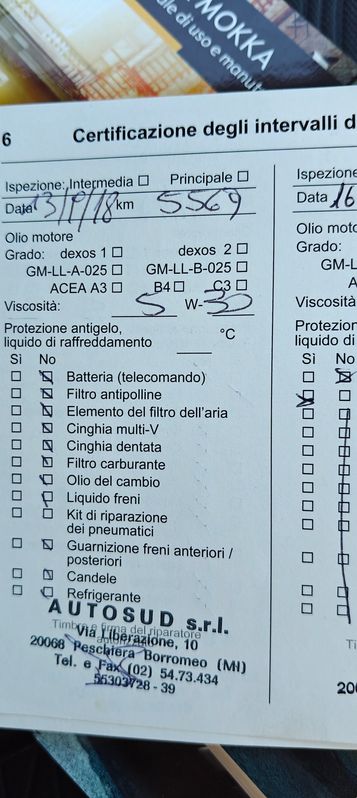 MOKKA
ale di uso e manut
6 Certificazione degli intervalli d
Ispezione: Intermedia ☐ Principale ☐
Data 13/ /18 km 5569
Olio motore
Grado: dexos 1 ☐ dexos 2 ☐
GM-LL-A-025 ☐ GM-LL-B-025 ☐
ACEA A3 ☐ B4 ☐ C3 ☐
Viscosità: 5 W-30
Protezione antigelo,
liquido di raffreddamento °C
Sì No
Batteria (telecomando)
Filtro antipolline
Elemento del filtro dell'aria
Cinghia multi-V
Cinghia dentata
Filtro carburante
Olio del cambio
Liquido freni
Kit di riparazione
dei pneumatici
Guarnizione freni anteriori /
posteriori
Candele
Refrigerante
AUTOSUD s.r.l.
Timbro e firma del riparatore
Via Liberazione, 10
20068 Peschiera Borromeo (MI)
Tel. e Fax (02) 54.73.434
55303728 - 39
Ispezione
Data 16
Olio moto
Grado:
GM-L
A
Viscosità
Protezion
liquido di
Sì No
Ti
200